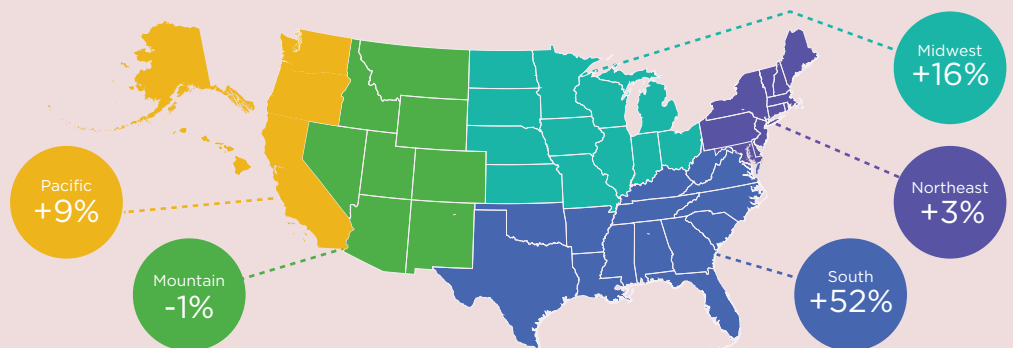 Midwest
+16%
Pacific
+9%
Northeast
+3%
Mountain
-1%
South
+52%